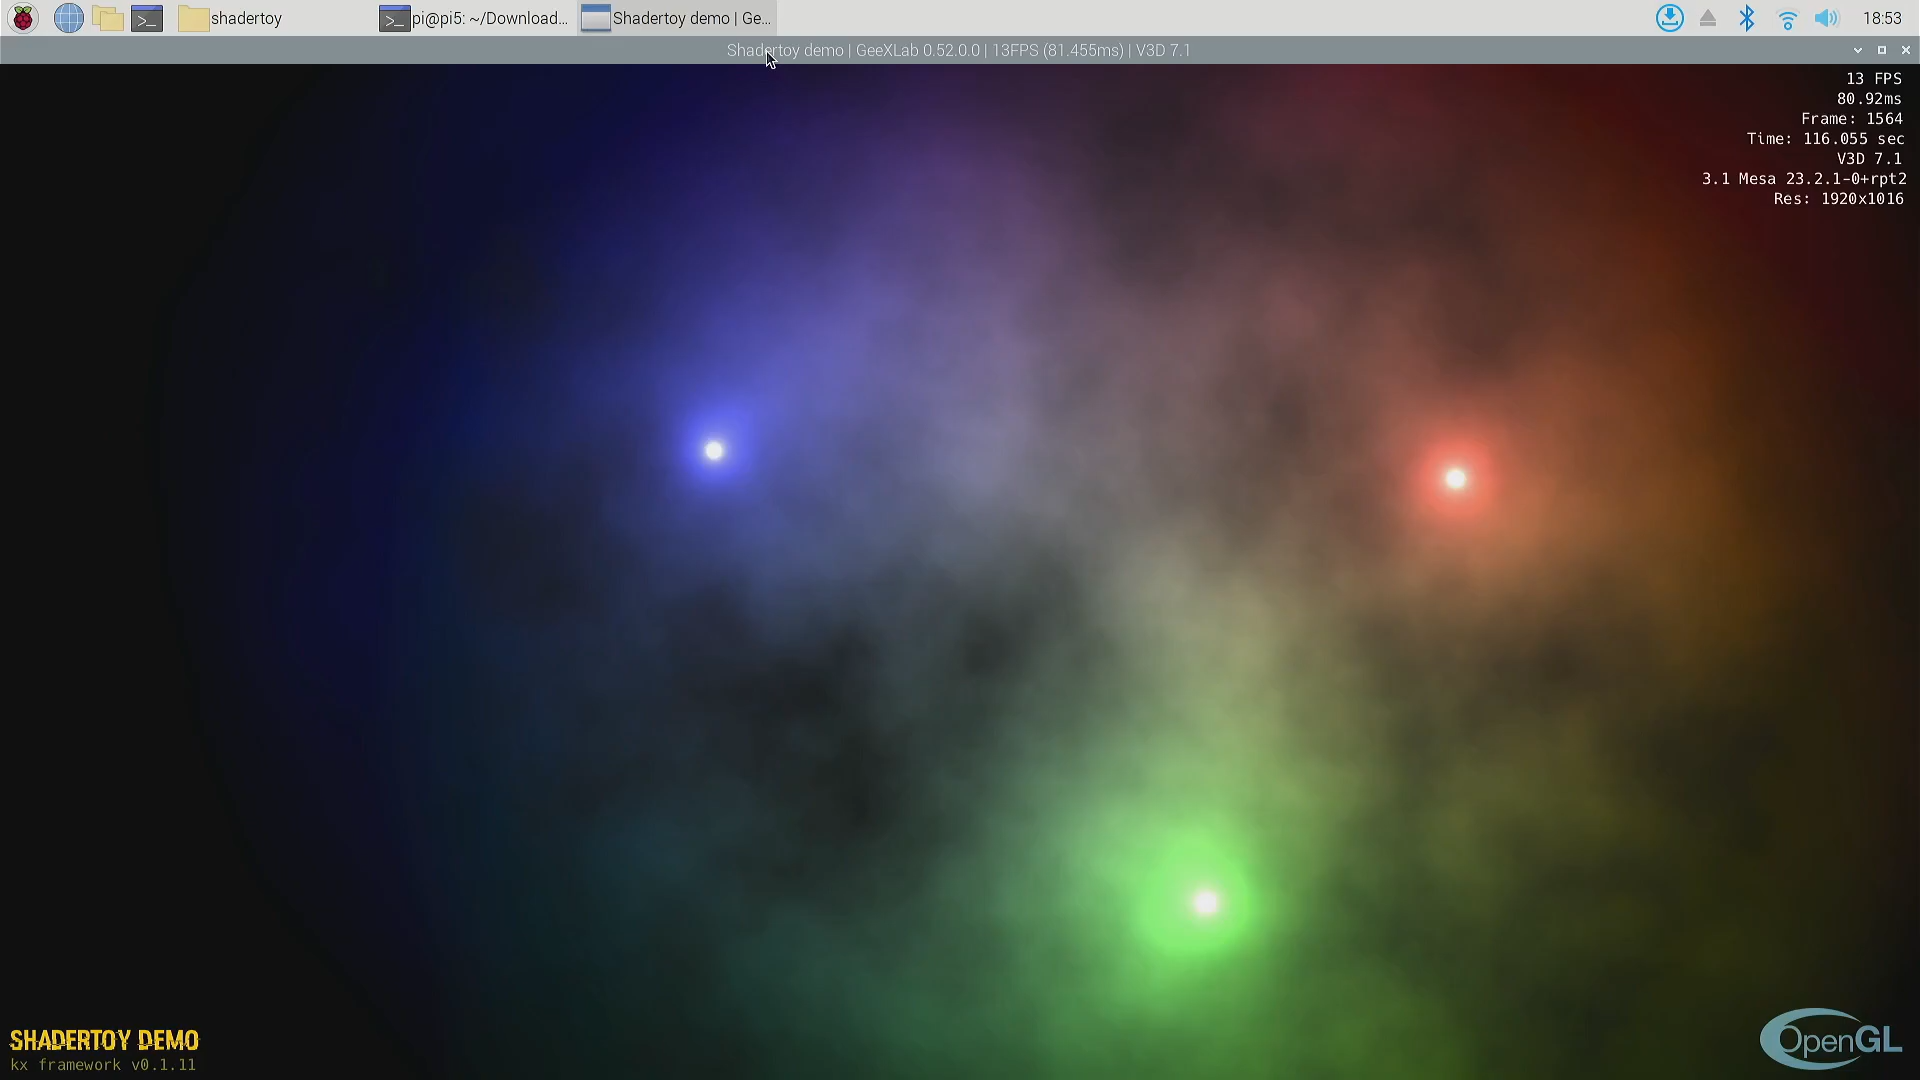 shadertoy
pi@pi5: ~/Download...
Shadertoy demo | Ge...
18:53
Shadertoy demo | GeeXLab 0.52.0.0 | 13FPS (81.455ms) | V3D 7.1
13 FPS
80.92ms
Frame: 1564
Time: 116.055 sec
V3D 7.1
3.1 Mesa 23.2.1-0+rpt2
Res: 1920x1016
SHADERTOY DEMO
kx framework v0.1.11
OpenGL